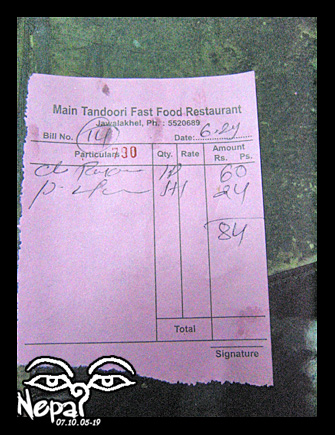 Main Tandoori Fast Food Restaurant
Jawalakhel, Ph. : 5520689
Bill No. 14 Date: 6.24
Particulars 790 Qty. Rate Amount
Rs. Ps.
60
24
84
Total
Signature
Nepal
07.10.05-19